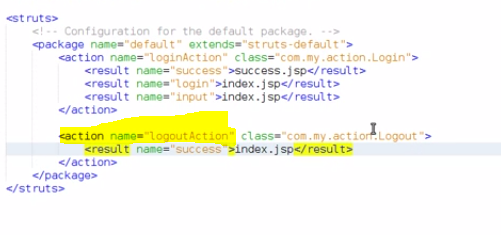 <struts>
<!-- Configuration for the default package. -->
<package name="default" extends="struts-default">
<action name="loginAction" class="com.my.action.Login">
<result name="success">success.jsp</result>
<result name="login">index.jsp</result>
<result name="input">index.jsp</result>
</action>
<action name="logoutAction" class="com.my.action.Logout">
<result name="success">index.jsp</result>
</action>
</package>
</struts>